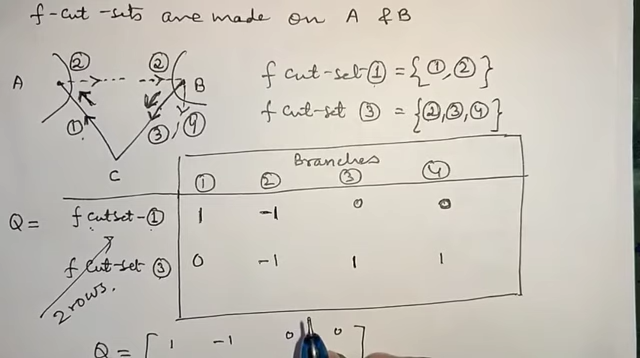 f-cut-sets are made on A & B
② ②
A B
① ③, ④
C
f cut-set ① = {①, ②}
f cut-set ③ = {②, ③, ④}
Branches
① ② ③ ④
Q = f cutset-① 1 -1 0 0
f cut-set ③ 0 -1 1 1
2 rows.
Q = [ 1 -1 0 0 ]